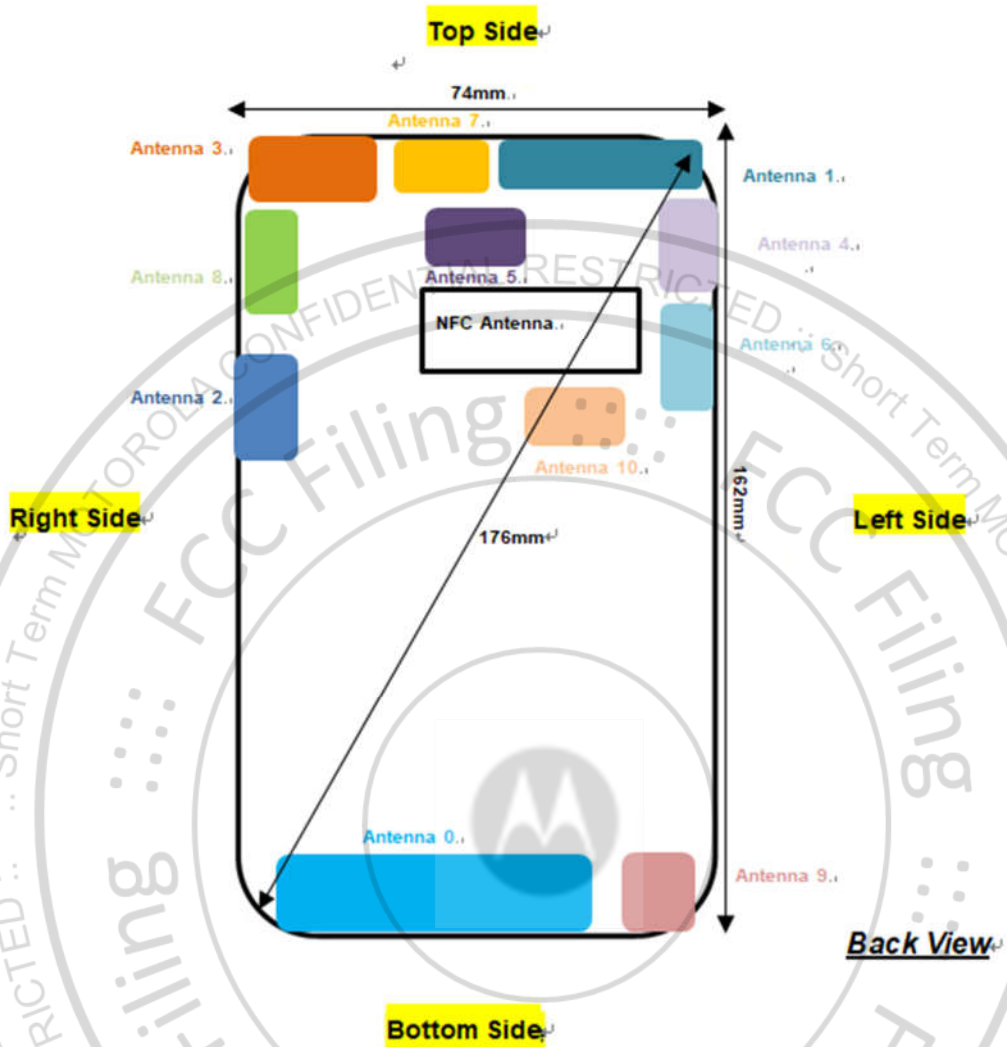 Top Side
74mm
Antenna 7
Antenna 3
Antenna 1
Antenna 4
Antenna 8
Antenna 5
NFC Antenna
Antenna 6
Antenna 2
Antenna 10
162mm
Right Side
Left Side
176mm
Antenna 0
Antenna 9
Back View
Bottom Side
MOTOROLA CONFIDENTIAL RESTRICTED :: Short Term MO
:: Short Term
RICTED ::
FCC Filing :::: FCC Filing ::::
:::: FCC
Filing
F